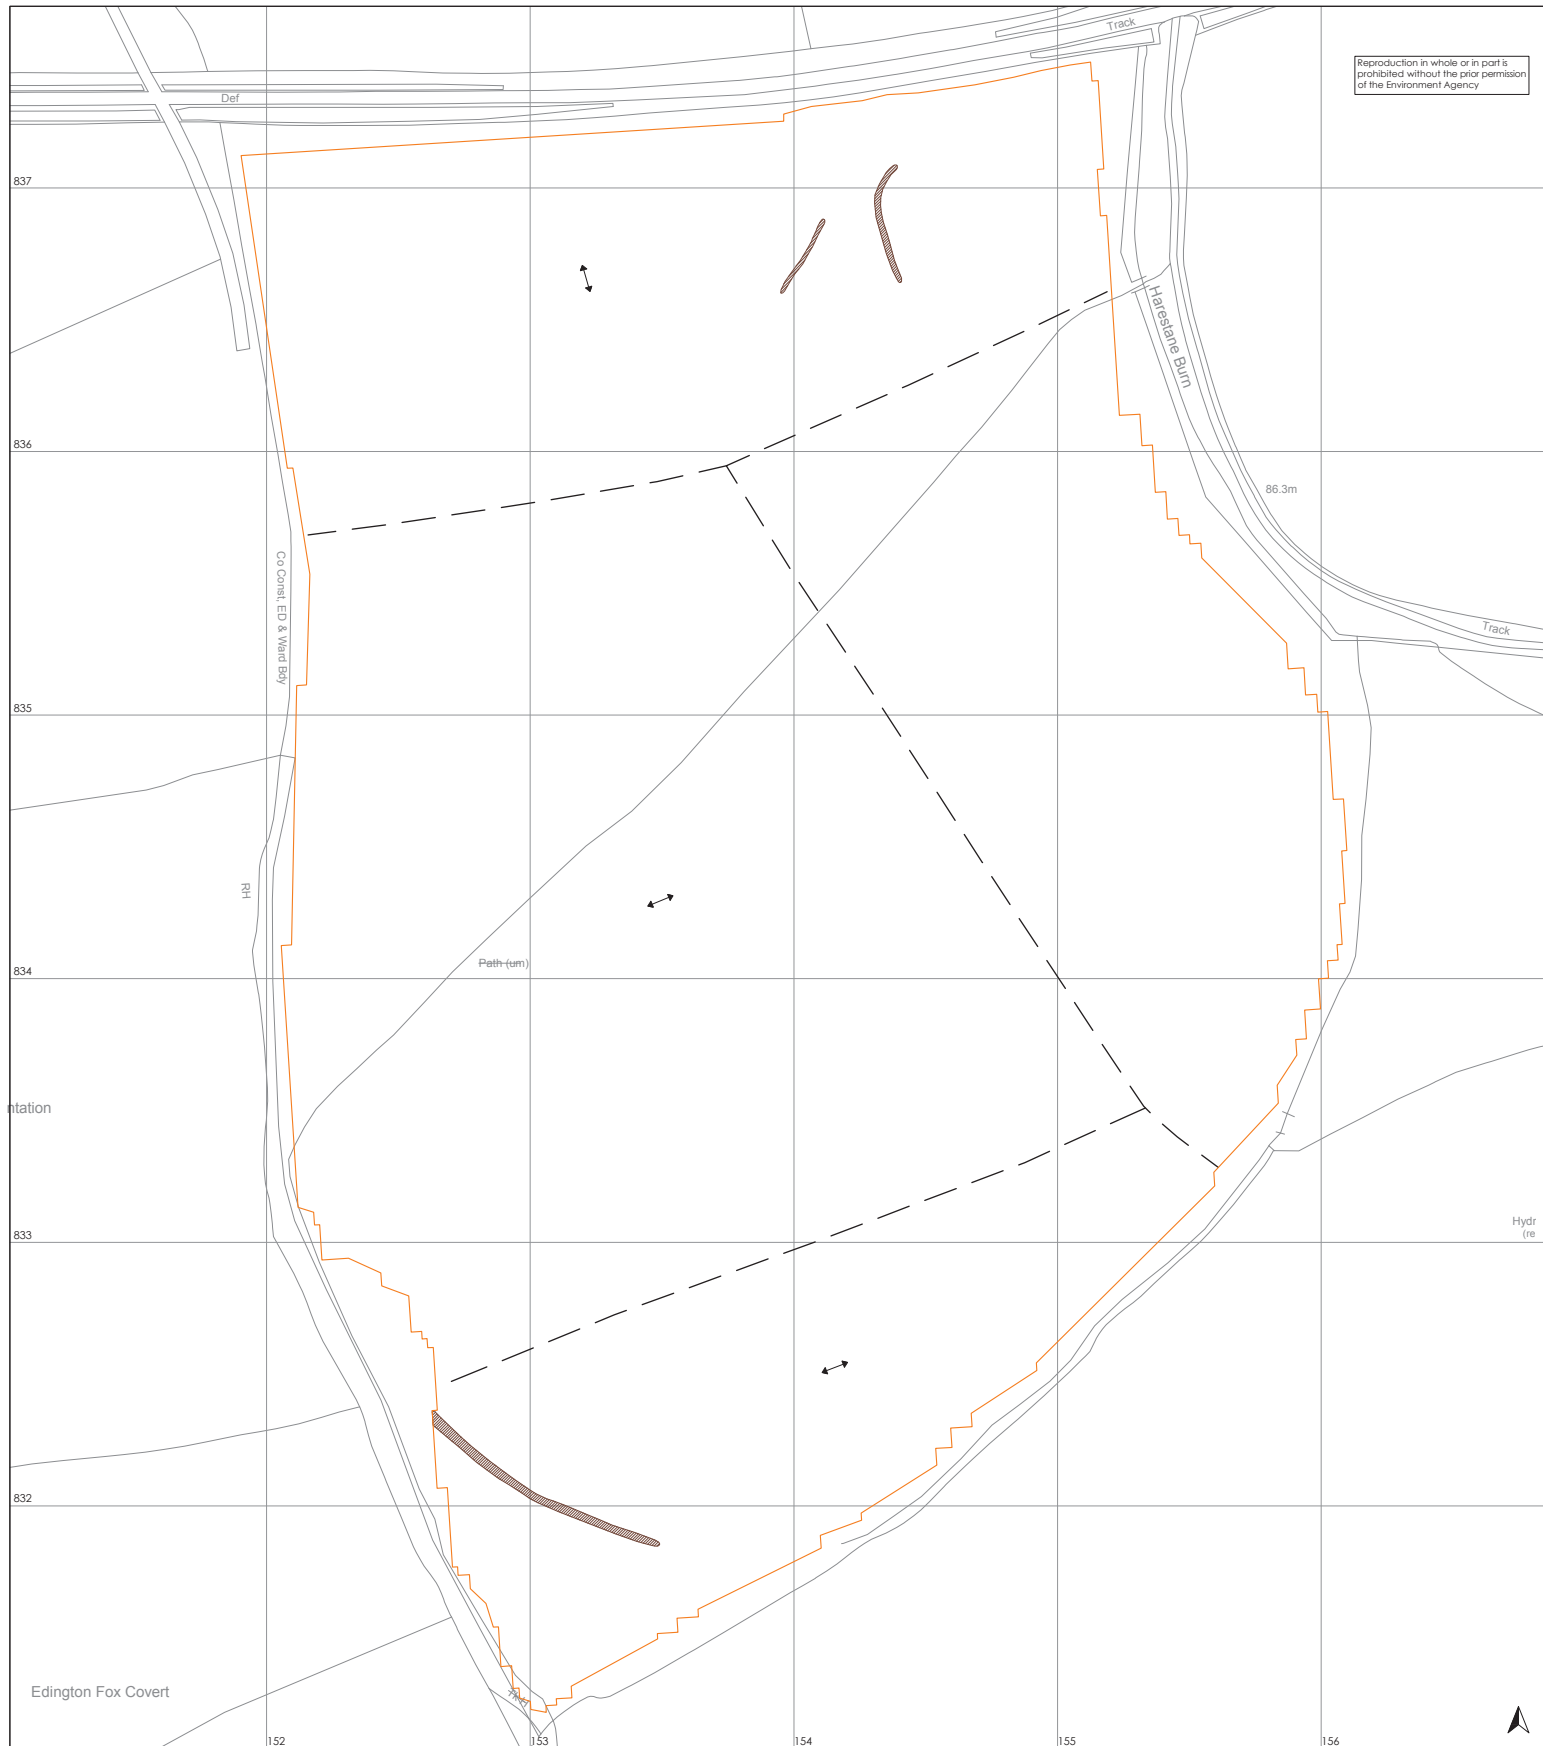 Track
Reproduction in whole or in part is
prohibited without the prior permission
of the Environment Agency
Def
837
Harestane Burn
836
86.3m
Co Const, ED & Ward Bdy
Track
835
RH
834
Path (um)
ntation
833
Hydr
(re
832
Edington Fox Covert
152
153
154
155
156